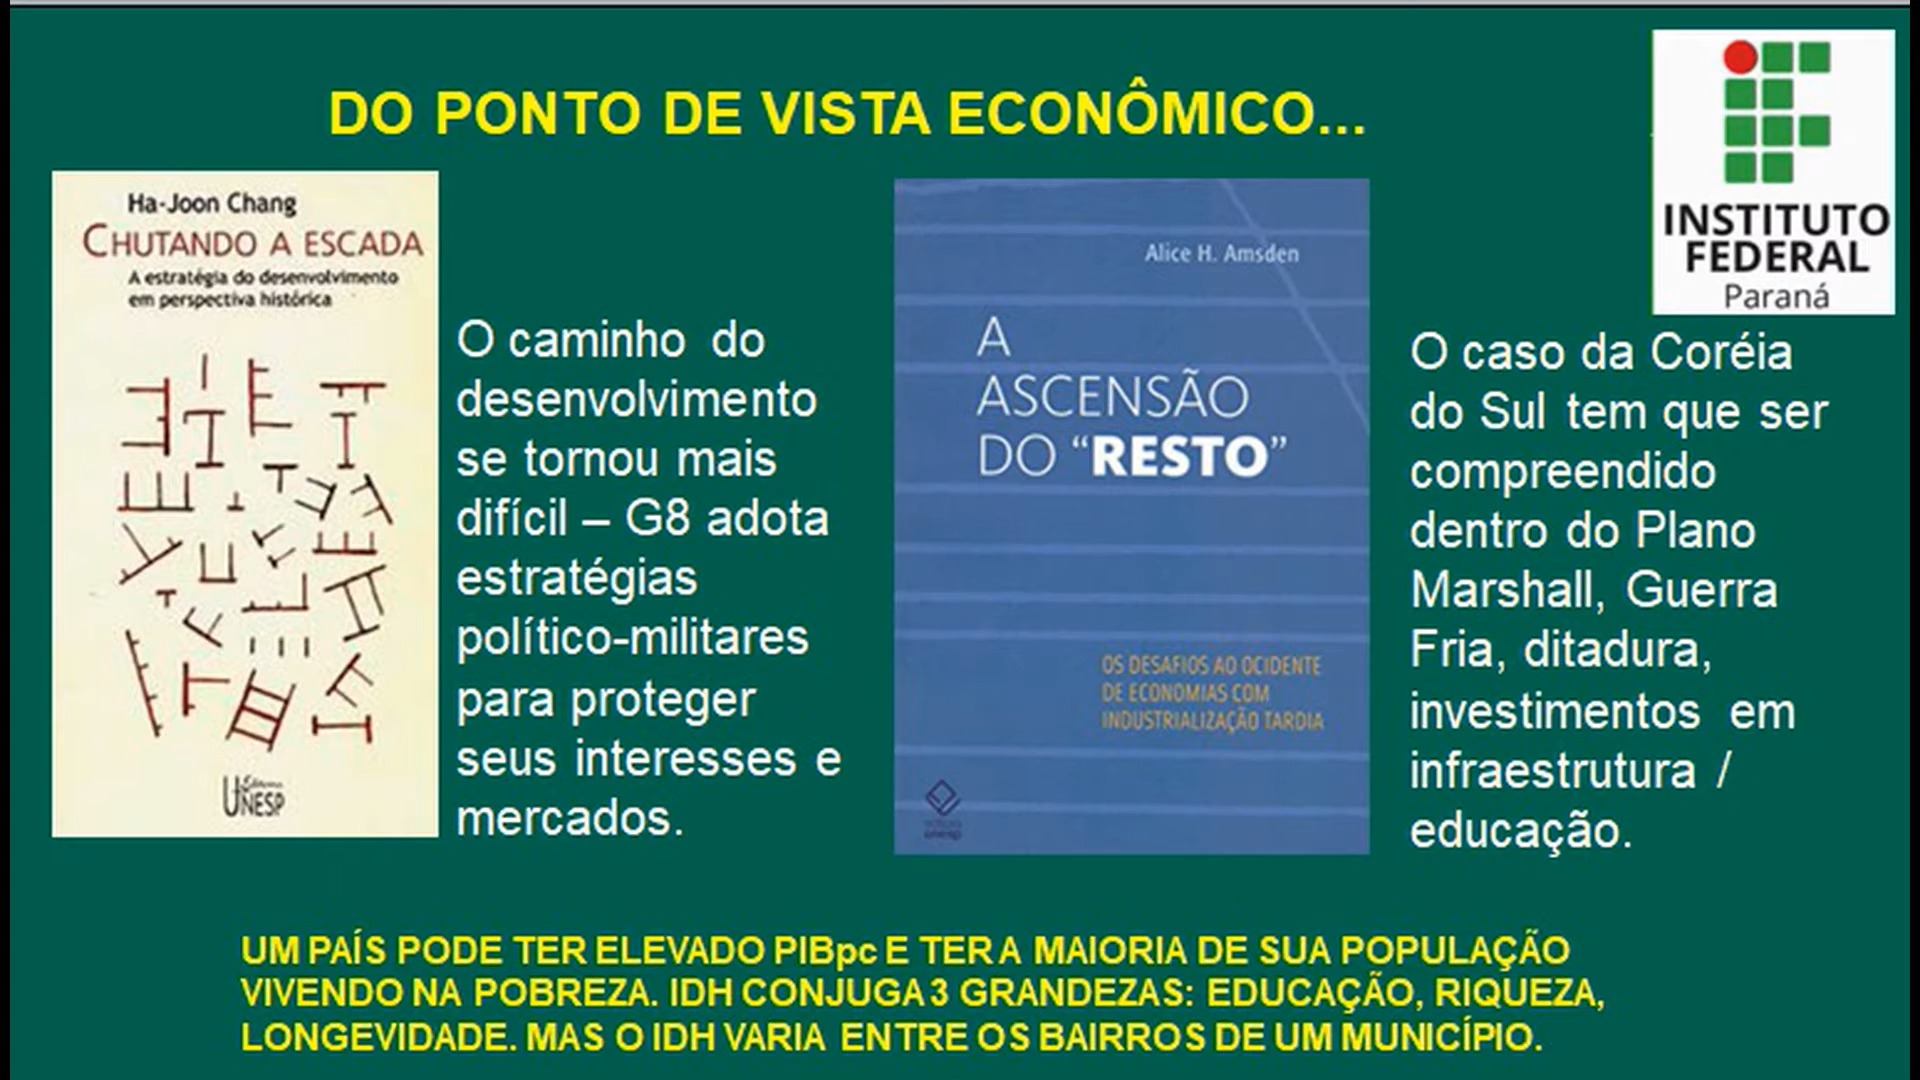 DO PONTO DE VISTA ECONÔMICO...
Ha-Joon Chang
CHUTANDO A ESCADA
A estratégia do desenvolvimento
em perspectiva histórica
Editora
UNESP
O caminho do
desenvolvimento
se tornou mais
difícil – G8 adota
estratégias
político-militares
para proteger
seus interesses e
mercados.
Alice H. Amsden
A
ASCENSÃO
DO “RESTO”
OS DESAFIOS AO OCIDENTE
DE ECONOMIAS COM
INDUSTRIALIZAÇÃO TARDIA
editora
unesp
INSTITUTO
FEDERAL
Paraná
O caso da Coréia
do Sul tem que ser
compreendido
dentro do Plano
Marshall, Guerra
Fria, ditadura,
investimentos em
infraestrutura /
educação.
UM PAÍS PODE TER ELEVADO PIBpc E TER A MAIORIA DE SUA POPULAÇÃO
VIVENDO NA POBREZA. IDH CONJUGA 3 GRANDEZAS: EDUCAÇÃO, RIQUEZA,
LONGEVIDADE. MAS O IDH VARIA ENTRE OS BAIRROS DE UM MUNICÍPIO.